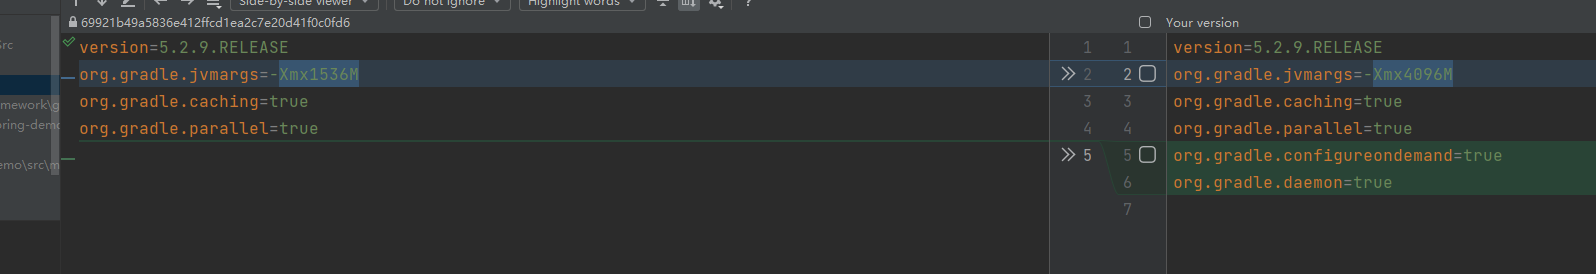 Side-by-side viewer
Do not ignore
Highlight words
?
69921b49a5836e412ffcd1ea2c7e20d41f0c0fd6
Your version
src
mework\g
ring-demo
emo\src\m
version=5.2.9.RELEASE
org.gradle.jvmargs=-Xmx1536M
org.gradle.caching=true
org.gradle.parallel=true
1 1
2 2
3 3
4 4
5 5
6
7
version=5.2.9.RELEASE
org.gradle.jvmargs=-Xmx4096M
org.gradle.caching=true
org.gradle.parallel=true
org.gradle.configureondemand=true
org.gradle.daemon=true